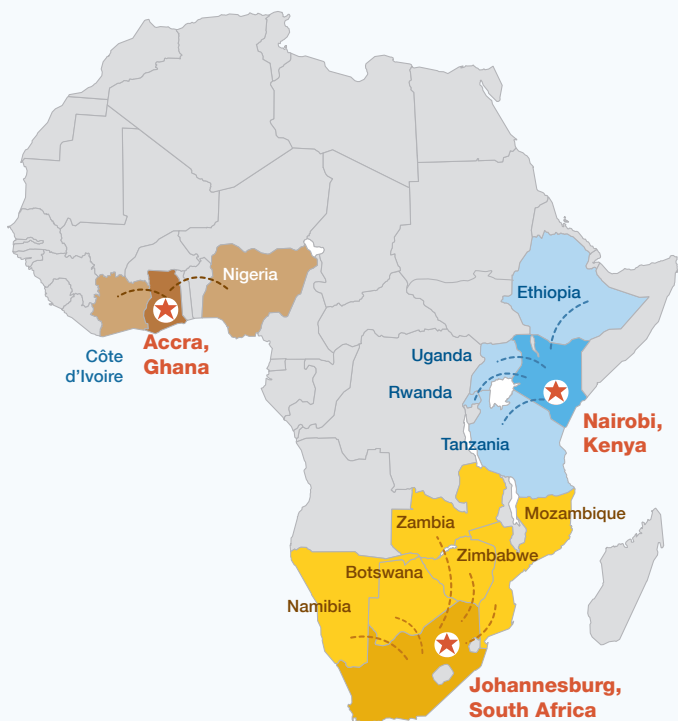 Nigeria
Ethiopia
Accra,
Ghana
Côte
d'Ivoire
Uganda
Rwanda
Nairobi,
Kenya
Tanzania
Mozambique
Zambia
Zimbabwe
Botswana
Namibia
Johannesburg,
South Africa